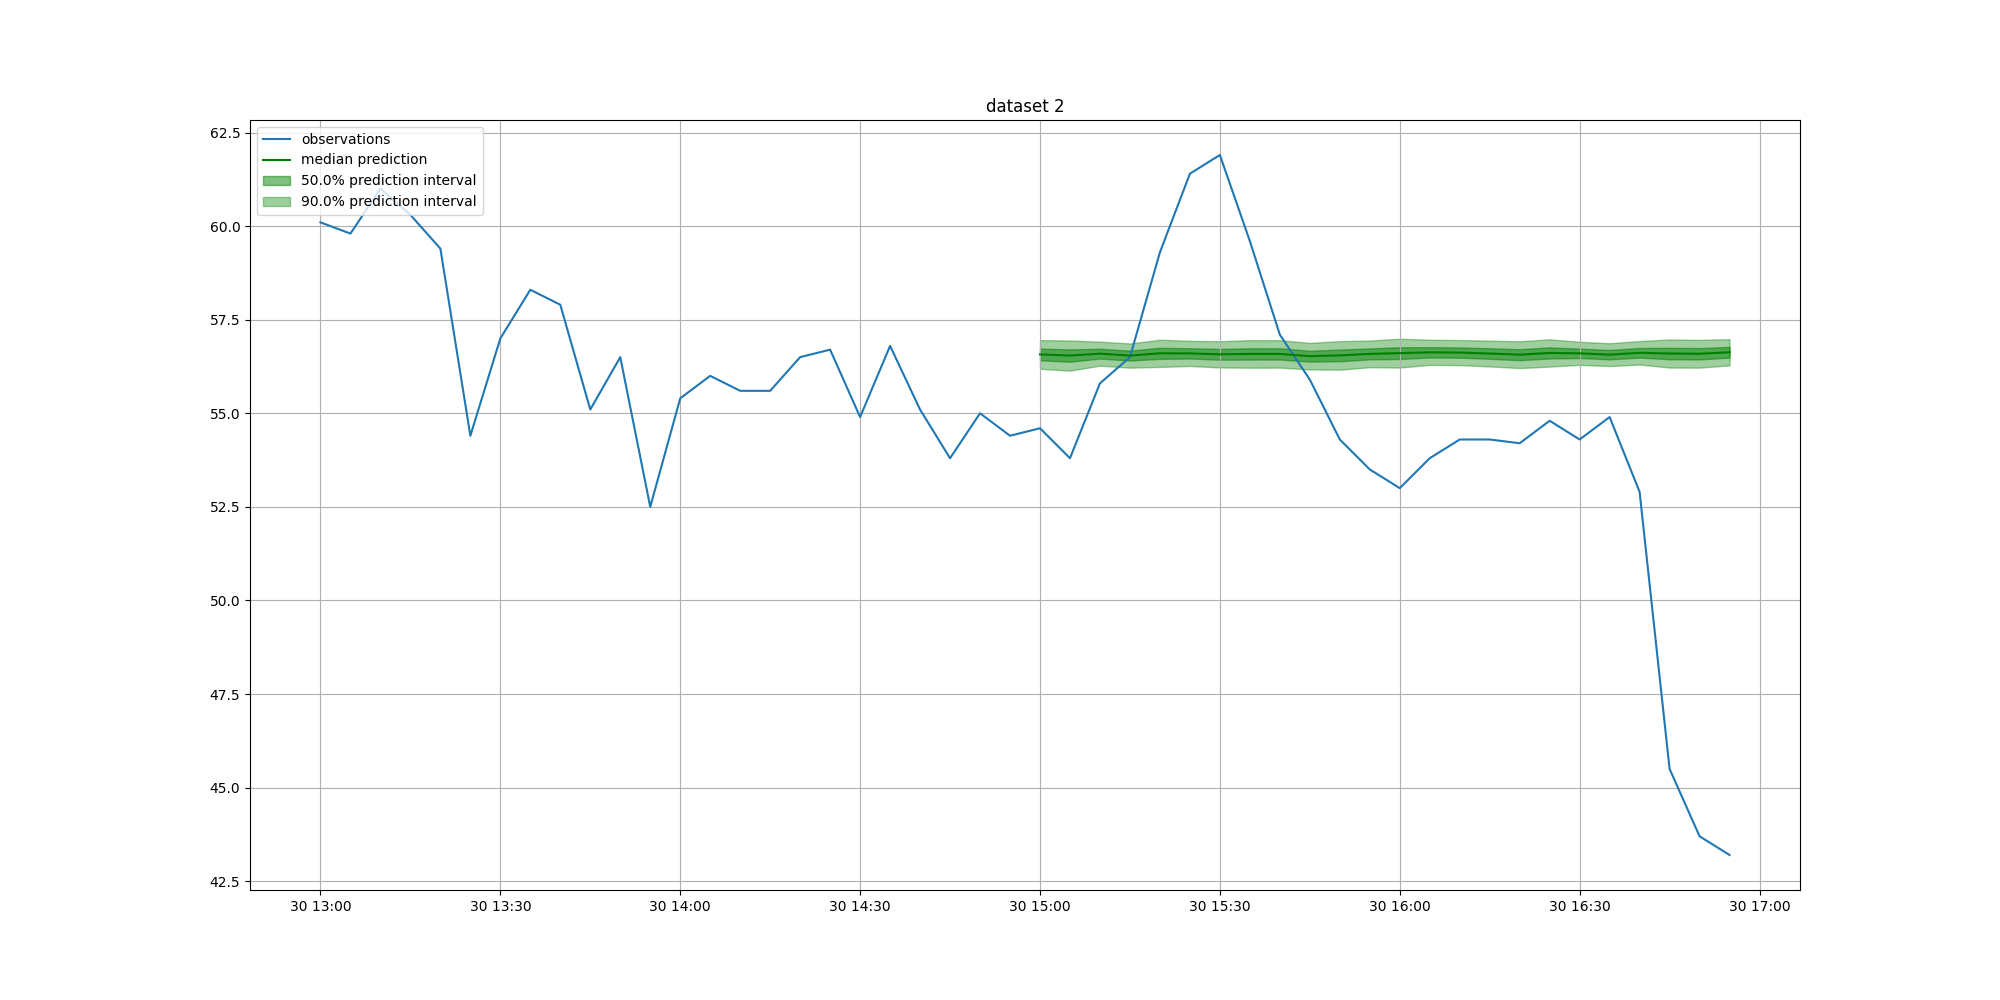 dataset 2
62.5
60.0
57.5
55.0
52.5
50.0
47.5
45.0
42.5
observations
median prediction
50.0% prediction interval
90.0% prediction interval
30 13:00 30 13:30 30 14:00 30 14:30 30 15:00 30 15:30 30 16:00 30 16:30 30 17:00